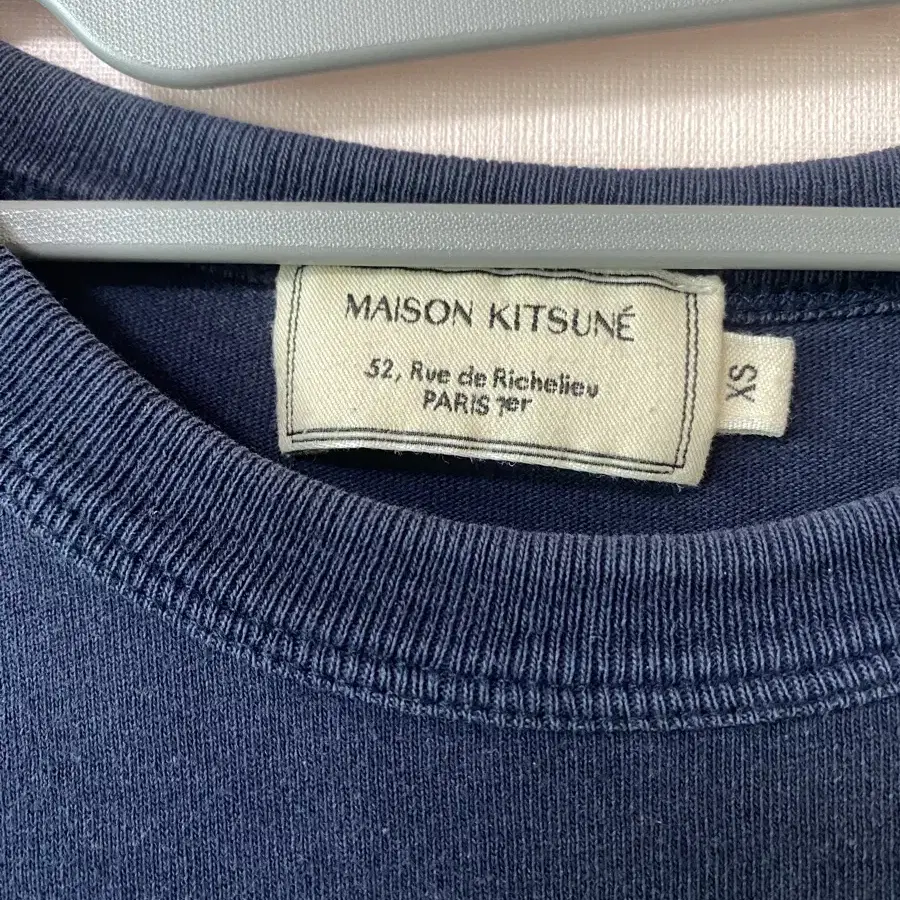 MAISON KITSUNÉ
52, Rue de Richelieu
PARIS 1er
XS